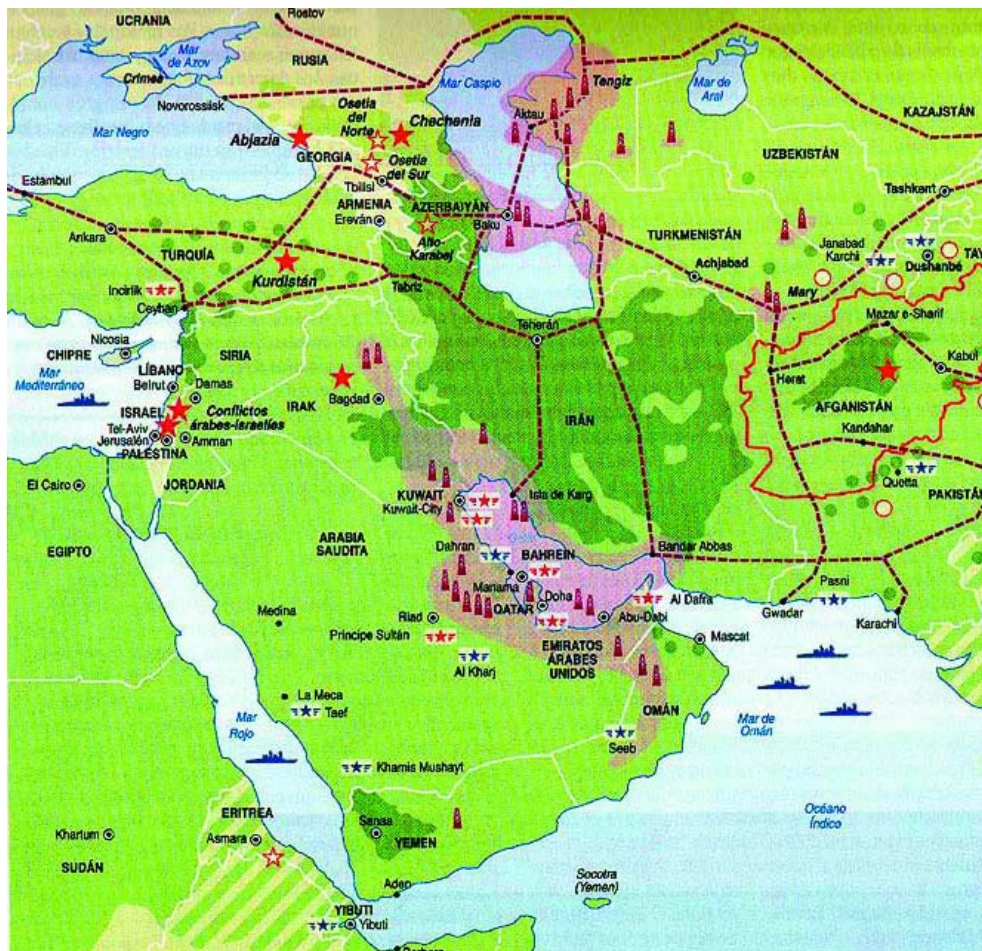 UCRANIA
Rostov
Mar
de Azov
RUSIA
Crimea
Novorossisk
Mar Negro
Abjazia
Osetia
del
Norte
Chechenia
GEORGIA
Osetia
del Sur
Tbilisi
Mar Caspio
Tengiz
Aktau
Mar de
Aral
KAZAJSTÁN
UZBEKISTÁN
Estambul
Ankara
TURQUÍA
ARMENIA
Ereván
AZERBAIYÁN
Baku
Alto-
Karabej
TURKMENISTÁN
Achjabad
Tashkent
Janabad
Karchi
Dushanbé
TAY
Incirlik
Ceyhan
Kurdistán
Tabriz
Teherán
Mary
Mazar e-Sharif
Kabul
Herat
AFGANISTÁN
Kandahar
Quetta
PAKISTÁN
CHIPRE
Nicosia
Mar
Mediterráneo
LÍBANO
Beirut
SIRIA
Damas
ISRAEL
Tel-Aviv
Jerusalén
PALESTINA
Conflictos
árabes-israelíes
Amman
JORDANIA
IRAK
Bagdad
IRÁN
El Cairo
EGIPTO
KUWAIT
Kuwait-City
Isla de Karg
ARABIA
SAUDITA
Dahran
BAHREIN
Manama
Doha
QATAR
Bandar Abbas
Al Dafra
Abu-Dabi
Pasni
Gwadar
Karachi
Medina
Riad
Príncipe Sultán
Al Kharj
EMIRATOS
ÁRABES
UNIDOS
Mascat
OMÁN
Seeb
Mar de
Omán
La Meca
Taef
Mar
Rojo
Khamis Mushayt
Océano
Índico
ERITREA
Asmara
Khartum
SUDÁN
Sanaa
YEMEN
Aden
Socotra
(Yemen)
YIBUTI
Yibuti